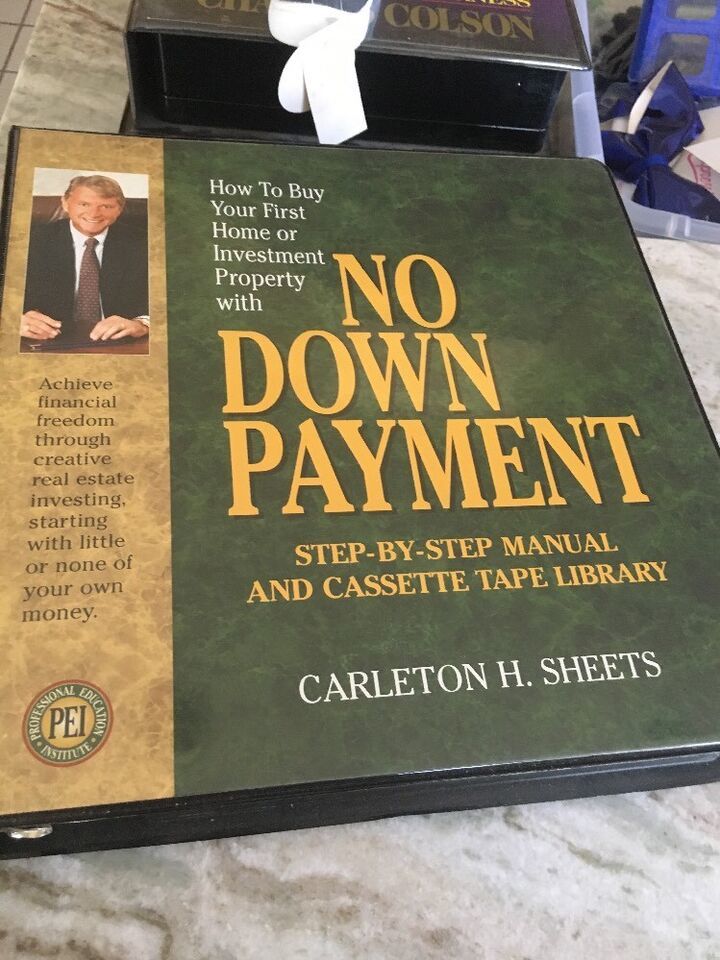 COLSON
How To Buy
Your First
Home or
Investment
Property
with
NO
DOWN
PAYMENT
STEP-BY-STEP MANUAL
AND CASSETTE TAPE LIBRARY
CARLETON H. SHEETS
Achieve
financial
freedom
through
creative
real estate
investing,
starting
with little
or none of
your own
money.
PROFESSIONAL EDUCATION
PEI
INSTITUTE